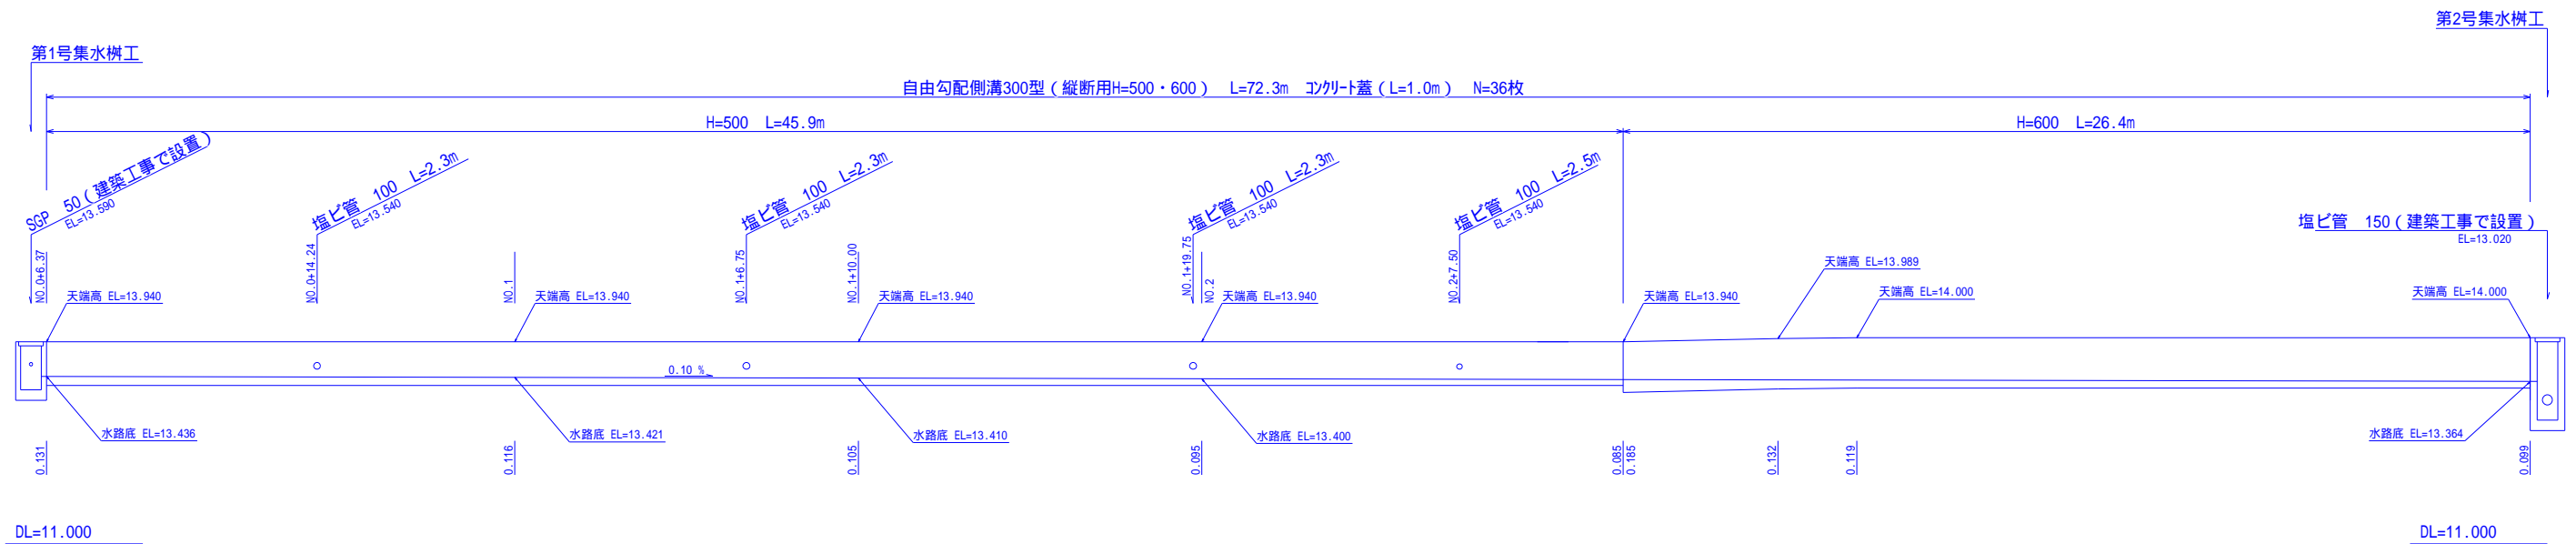 第2号集水桝工
第1号集水桝工
自由勾配側溝300型（縦断用H=500・600）　L=72.3m　ｺﾝｸﾘｰﾄ蓋（L=1.0m）　N=36枚
H=500　L=45.9m
H=600　L=26.4m
SGP　50（建築工事で設置）
EL=13.590
塩ビ管　100　L=2.3m
EL=13.540
塩ビ管　100　L=2.3m
EL=13.540
塩ビ管　100　L=2.3m
EL=13.540
塩ビ管　100　L=2.5m
EL=13.540
塩ビ管　150（建築工事で設置）
EL=13.020
NO.0+6.37
NO.0+14.24
NO.1
NO.1+6.75
NO.1+10.00
NO.1+19.75
NO.2
NO.2+7.50
天端高 EL=13.940
天端高 EL=13.940
天端高 EL=13.940
天端高 EL=13.940
天端高 EL=13.940
天端高 EL=13.989
天端高 EL=14.000
天端高 EL=14.000
0.10 %
水路底 EL=13.436
水路底 EL=13.421
水路底 EL=13.410
水路底 EL=13.400
水路底 EL=13.364
0.131
0.116
0.105
0.095
0.085
0.185
0.132
0.119
0.099
DL=11.000
DL=11.000